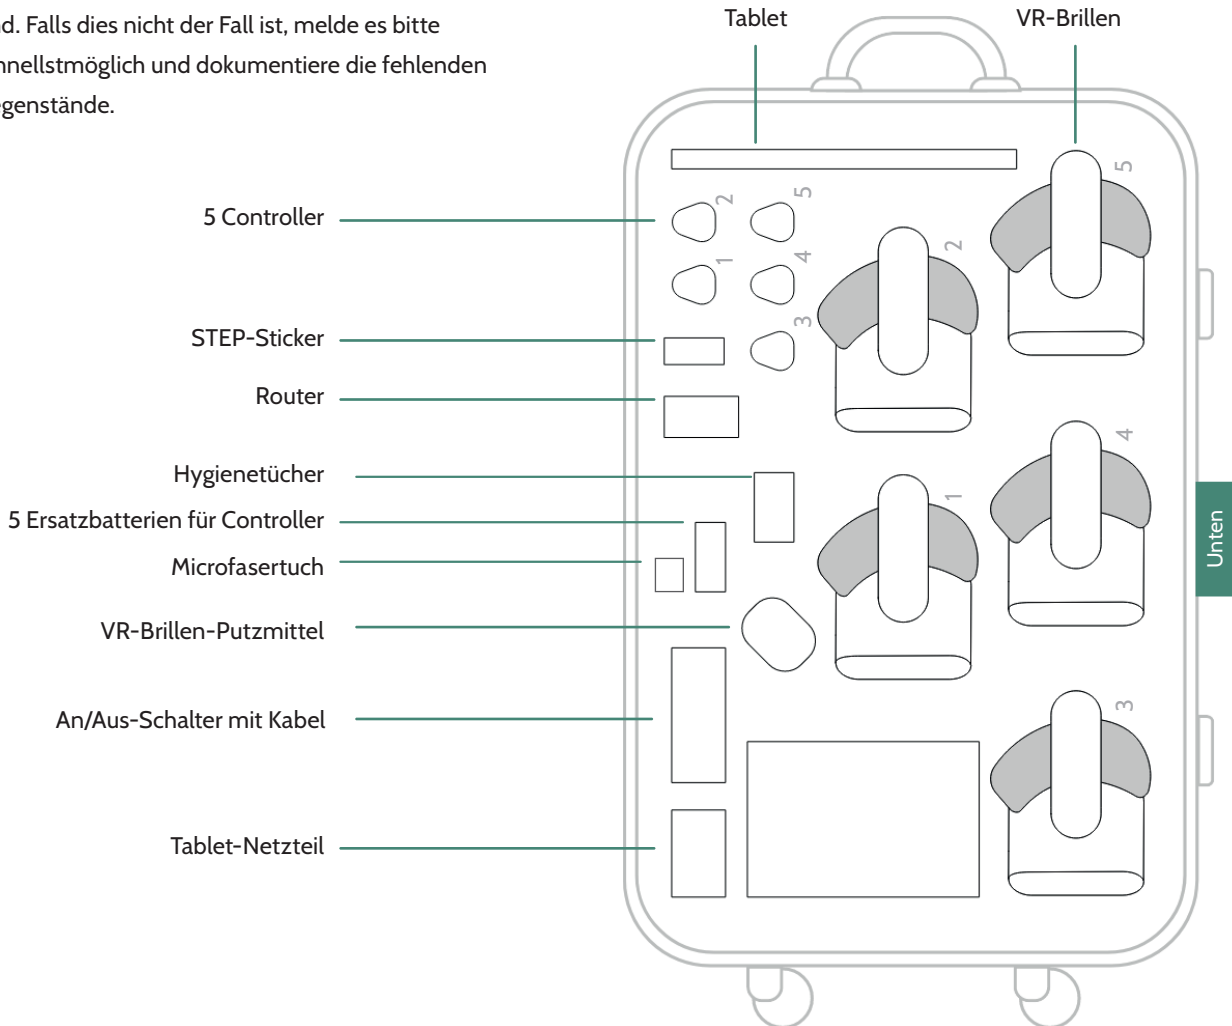 nd. Falls dies nicht der Fall ist, melde es bitte
hnellstmöglich und dokumentiere die fehlenden
egenstände.
Tablet
VR-Brillen
5 Controller
STEP-Sticker
Router
Hygienetücher
5 Ersatzbatterien für Controller
Microfasertuch
VR-Brillen-Putzmittel
An/Aus-Schalter mit Kabel
Tablet-Netzteil
2
5
1
4
3
2
5
1
4
3
Unten